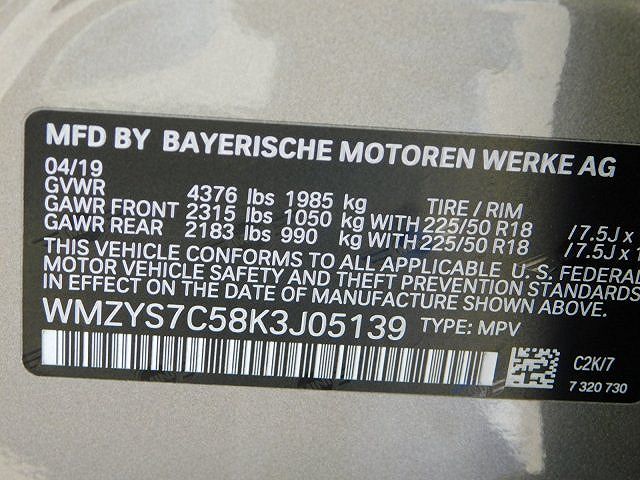 MFD BY BAYERISCHE MOTOREN WERKE AG
04/19
GVWR 4376 lbs 1985 kg TIRE / RIM
GAWR FRONT 2315 lbs 1050 kg WITH 225/50 R18 /7.5J x
GAWR REAR 2183 lbs 990 kg WITH 225/50 R18 /7.5J x 1
THIS VEHICLE CONFORMS TO ALL APPLICABLE U. S. FEDERAL
MOTOR VEHICLE SAFETY AND THEFT PREVENTION STANDARDS
IN EFFECT ON THE DATE OF MANUFACTURE SHOWN ABOVE.
WMZYS7C58K3J05139 TYPE: MPV
C2K/7
7 320 730